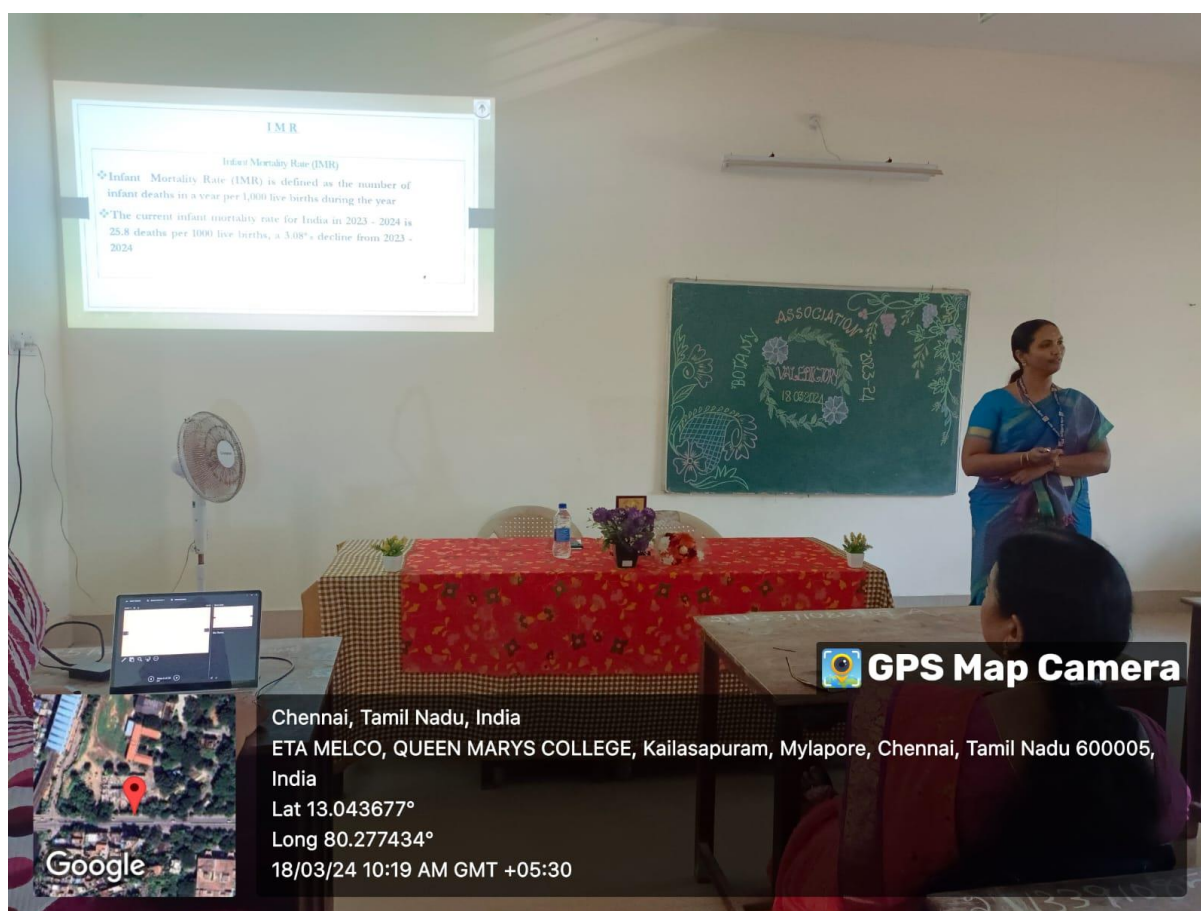 IMR
Infant Mortality Rate (IMR)
❖Infant Mortality Rate (IMR) is defined as the number of
infant deaths in a year per 1,000 live births during the year
❖The current infant mortality rate for India in 2023 - 2024 is
25.8 deaths per 1000 live births, a 3.08% decline from 2023 -
2024
BOTANY ASSOCIATION 2023-24
VALEDICTORY
18.03.2024
GPS Map Camera
Chennai, Tamil Nadu, India
ETA MELCO, QUEEN MARYS COLLEGE, Kailasapuram, Mylapore, Chennai, Tamil Nadu 600005,
India
Lat 13.043677°
Long 80.277434°
18/03/24 10:19 AM GMT +05:30
Google